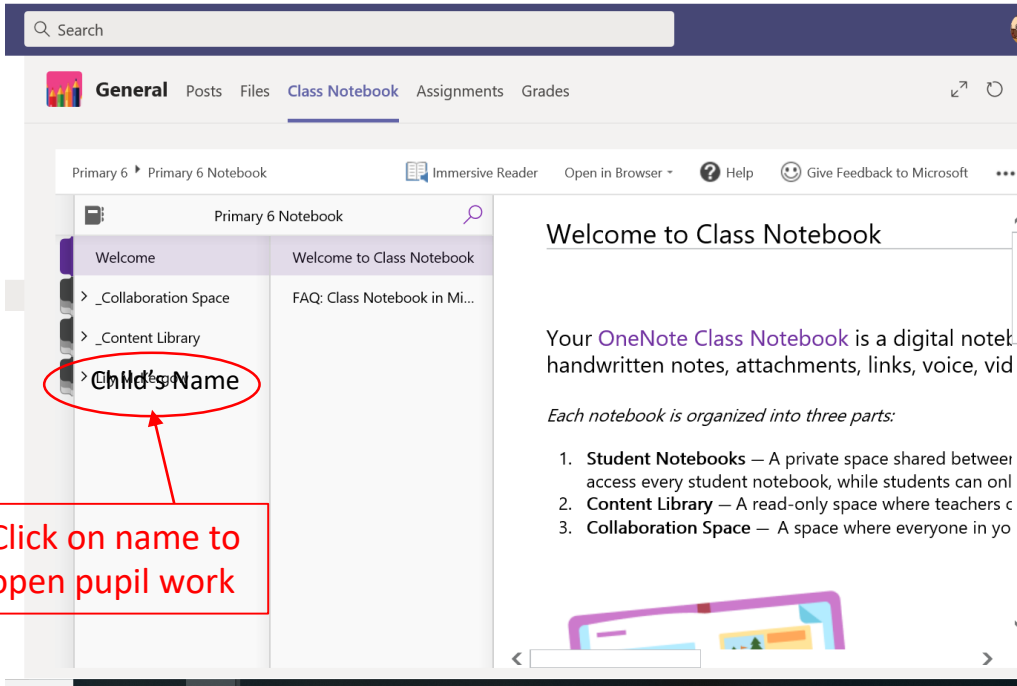 Search
General Posts Files Class Notebook Assignments Grades
Primary 6 Primary 6 Notebook Immersive Reader Open in Browser Help Give Feedback to Microsoft
Primary 6 Notebook
Welcome
_Collaboration Space
_Content Library
Child's Name
Welcome to Class Notebook
FAQ: Class Notebook in Mi...
Welcome to Class Notebook
Your OneNote Class Notebook is a digital noteb
handwritten notes, attachments, links, voice, vid
Each notebook is organized into three parts:
1. Student Notebooks — A private space shared between
access every student notebook, while students can onl
2. Content Library — A read-only space where teachers c
3. Collaboration Space — A space where everyone in yo
Click on name to
open pupil work